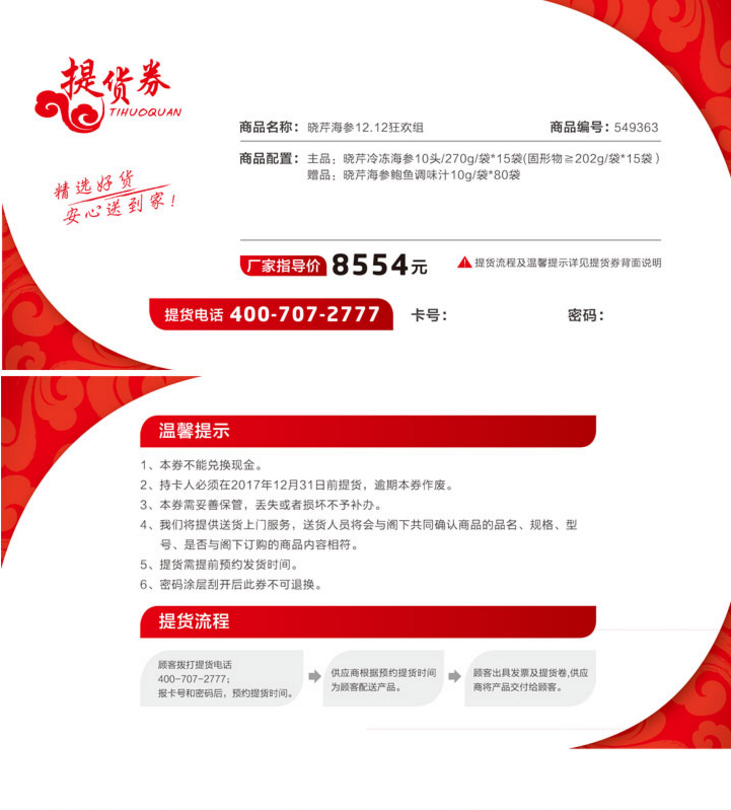 提货券
TIHUOQUAN
精选好货
安心送到家！
商品名称：晓芹海参12.12狂欢组
商品编号：549363
商品配置：主品：晓芹冷冻海参10头/270g/袋*15袋(固形物≧202g/袋*15袋）
赠品：晓芹海参鲍鱼调味汁10g/袋*80袋
厂家指导价 8554元
提货流程及温馨提示详见提货券背面说明
提货电话 400-707-2777
卡号：
密码：
温馨提示
1、本券不能兑换现金。
2、持卡人必须在2017年12月31日前提货，逾期本券作废。
3、本券需妥善保管，丢失或者损坏不予补办。
4、我们将提供送货上门服务，送货人员将会与阁下共同确认商品的品名、规格、型
号、是否与阁下订购的商品内容相符。
5、提货需提前预约发货时间。
6、密码涂层刮开后此券不可退换。
提货流程
顾客拨打提货电话
400-707-2777；
报卡号和密码后，预约提货时间。
供应商根据预约提货时间
为顾客配送产品。
顾客出具发票及提货卷,供应
商将产品交付给顾客。